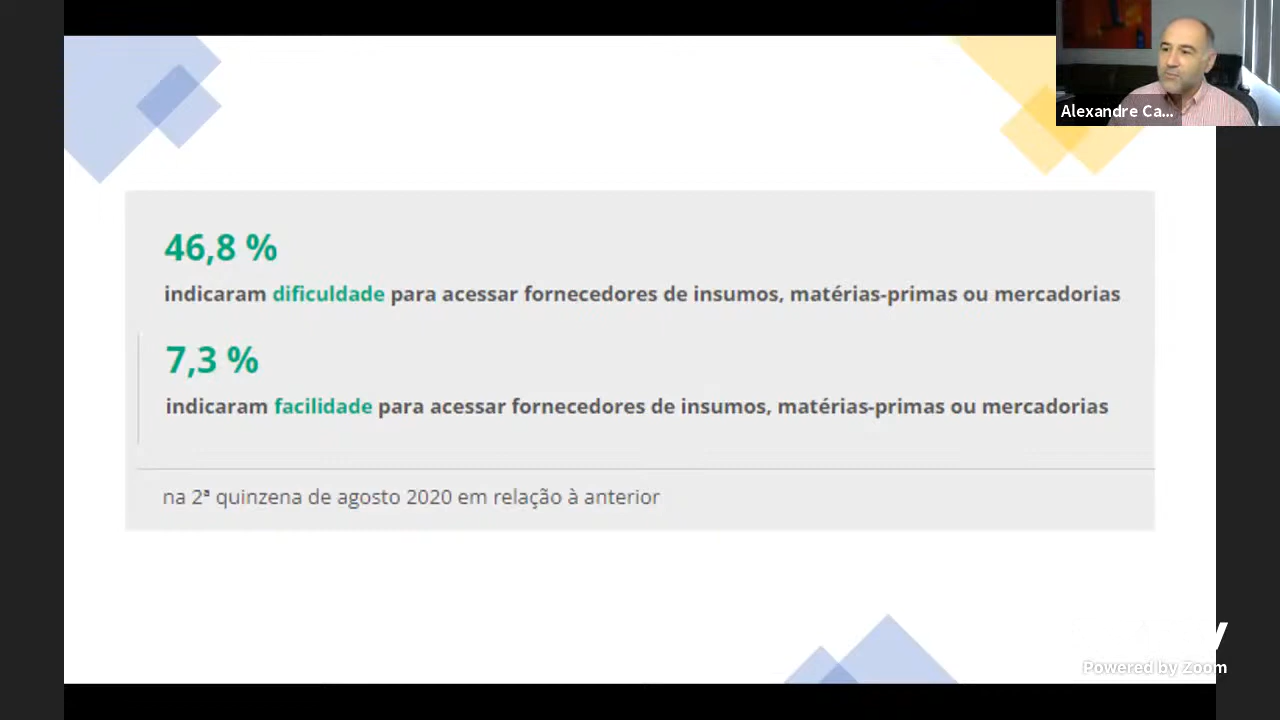 Alexandre Ca...
46,8 %
indicaram dificuldade para acessar fornecedores de insumos, matérias-primas ou mercadorias
7,3 %
indicaram facilidade para acessar fornecedores de insumos, matérias-primas ou mercadorias
na 2ª quinzena de agosto 2020 em relação à anterior
Powered by Zoom